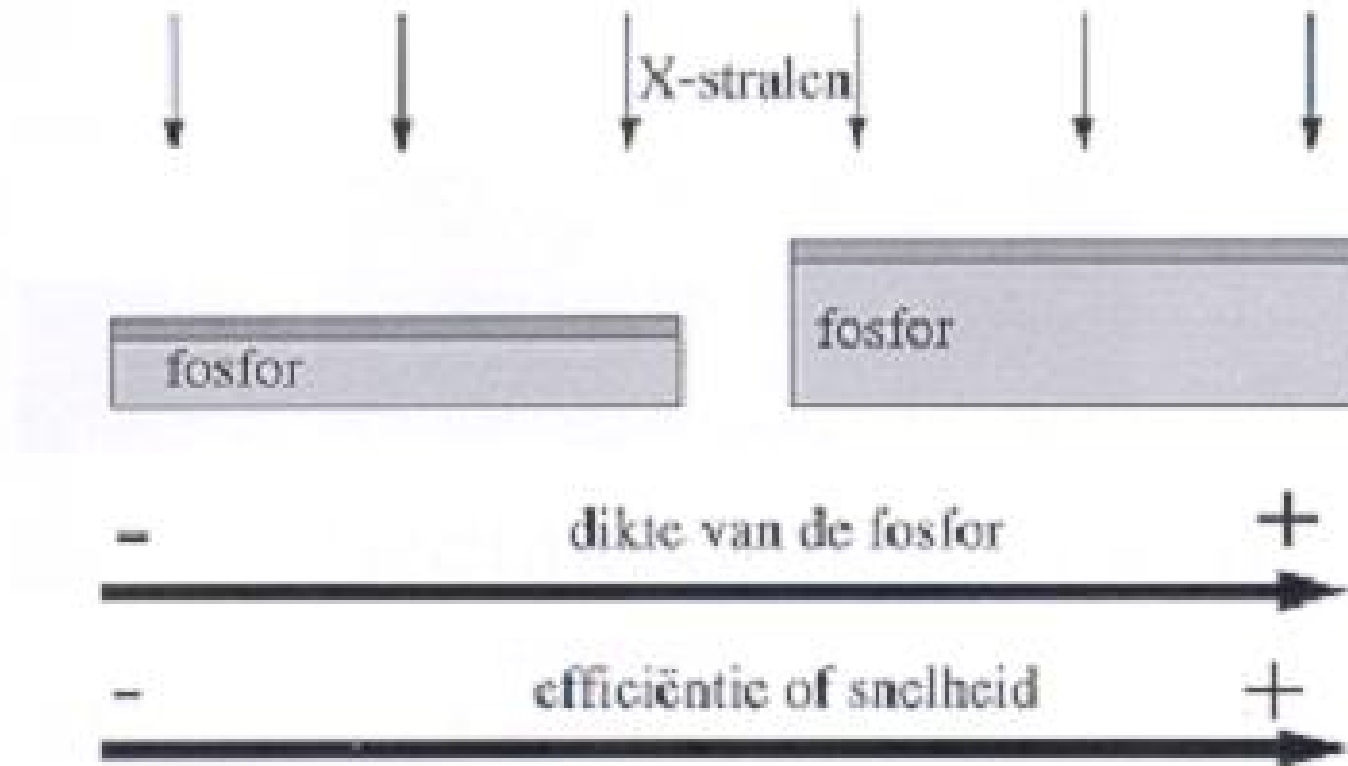 X-stralen
fosfor
fosfor
- dikte van de fosfor +
- efficiëntie of snelheid +